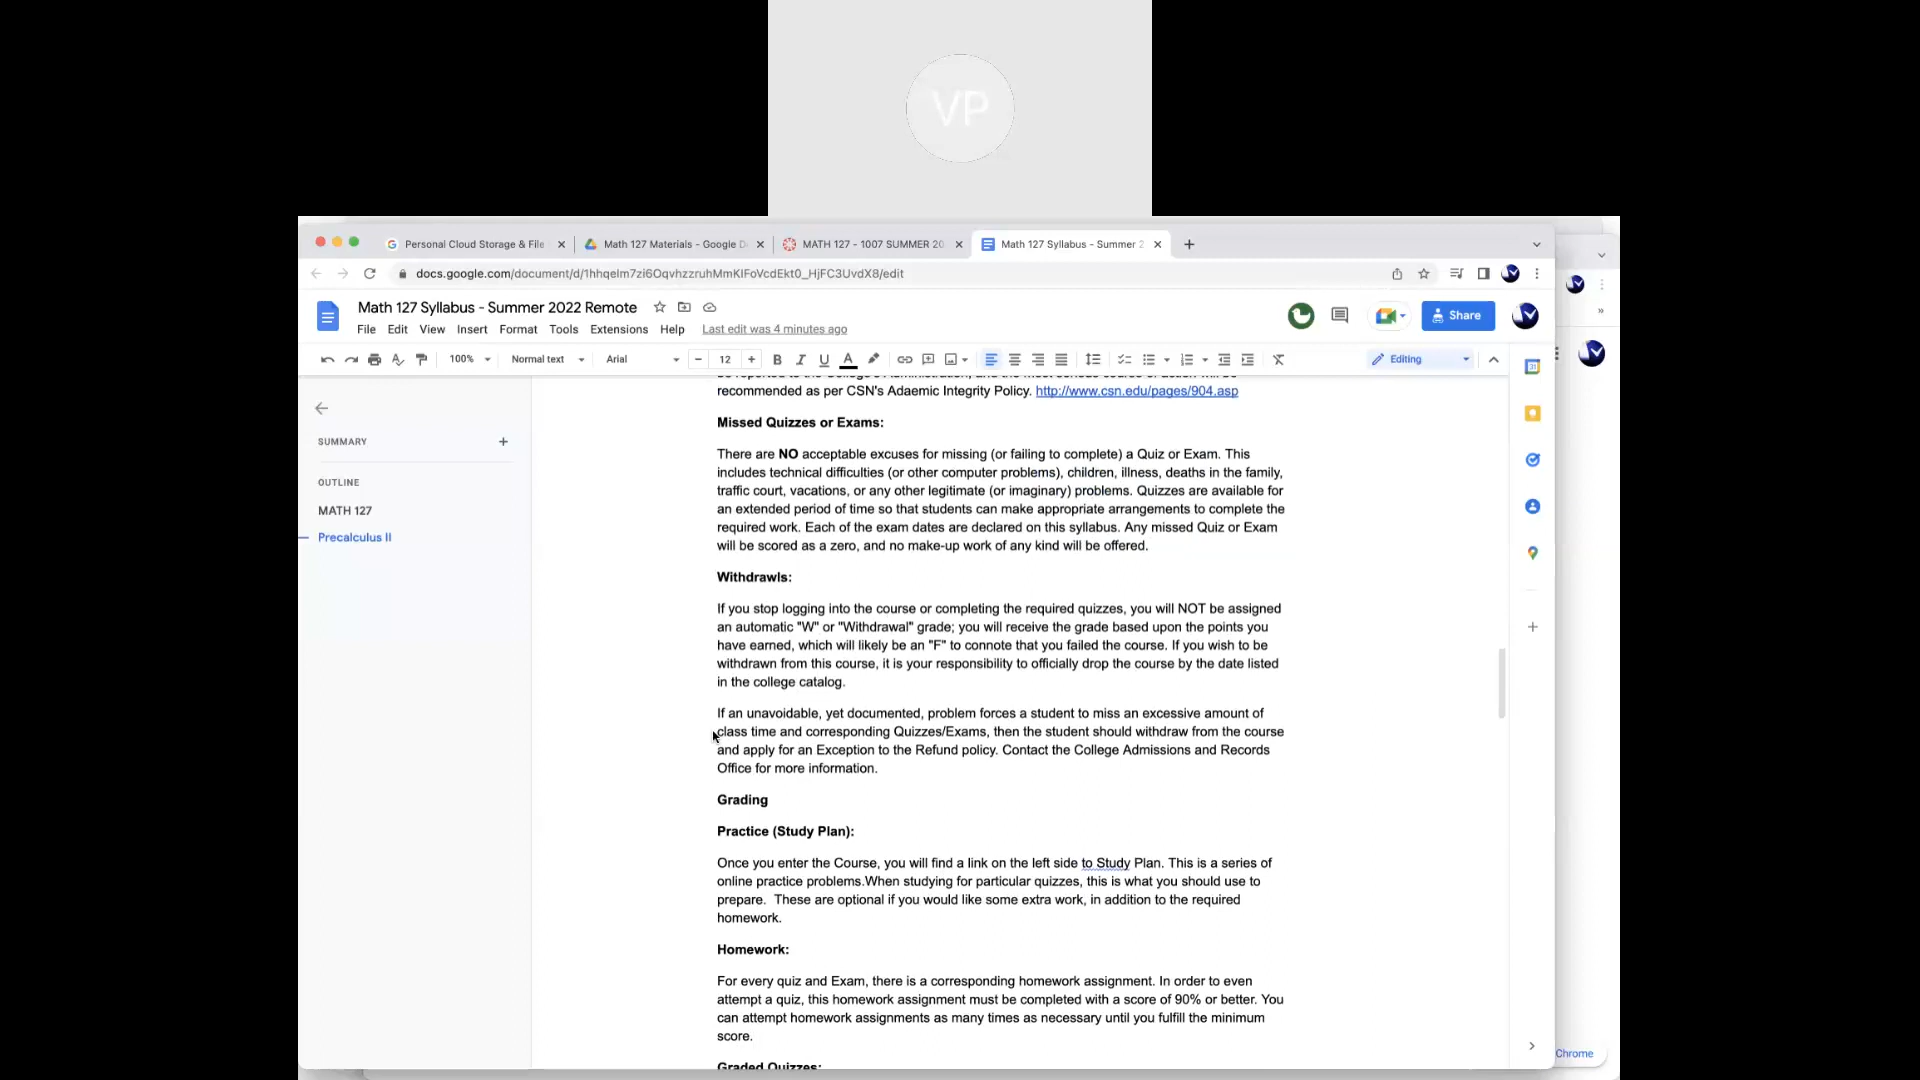 VP
Personal Cloud Storage & File
Math 127 Materials - Google D
MATH 127 - 1007 SUMMER 20
Math 127 Syllabus - Summer 2
docs.google.com/document/d/1hhqelm7zi6OqvhzzruhMmKlFoVcdEkt0_HjFC3UvdX8/edit
Math 127 Syllabus - Summer 2022 Remote
Share
File Edit View Insert Format Tools Extensions Help Last edit was 4 minutes ago
100% Normal text Arial 12 B I U A Editing
SUMMARY
OUTLINE
MATH 127
Precalculus II
recommended as per CSN's Adaemic Integrity Policy. http://www.csn.edu/pages/904.asp
Missed Quizzes or Exams:
There are NO acceptable excuses for missing (or failing to complete) a Quiz or Exam. This
includes technical difficulties (or other computer problems), children, illness, deaths in the family,
traffic court, vacations, or any other legitimate (or imaginary) problems. Quizzes are available for
an extended period of time so that students can make appropriate arrangements to complete the
required work. Each of the exam dates are declared on this syllabus. Any missed Quiz or Exam
will be scored as a zero, and no make-up work of any kind will be offered.
Withdrawls:
If you stop logging into the course or completing the required quizzes, you will NOT be assigned
an automatic "W" or "Withdrawal" grade; you will receive the grade based upon the points you
have earned, which will likely be an "F" to connote that you failed the course. If you wish to be
withdrawn from this course, it is your responsibility to officially drop the course by the date listed
in the college catalog.
If an unavoidable, yet documented, problem forces a student to miss an excessive amount of
class time and corresponding Quizzes/Exams, then the student should withdraw from the course
and apply for an Exception to the Refund policy. Contact the College Admissions and Records
Office for more information.
Grading
Practice (Study Plan):
Once you enter the Course, you will find a link on the left side to Study Plan. This is a series of
online practice problems.When studying for particular quizzes, this is what you should use to
prepare.  These are optional if you would like some extra work, in addition to the required
homework.
Homework:
For every quiz and Exam, there is a corresponding homework assignment. In order to even
attempt a quiz, this homework assignment must be completed with a score of 90% or better. You
can attempt homework assignments as many times as necessary until you fulfill the minimum
score.
Graded Quizzes:
Chrome